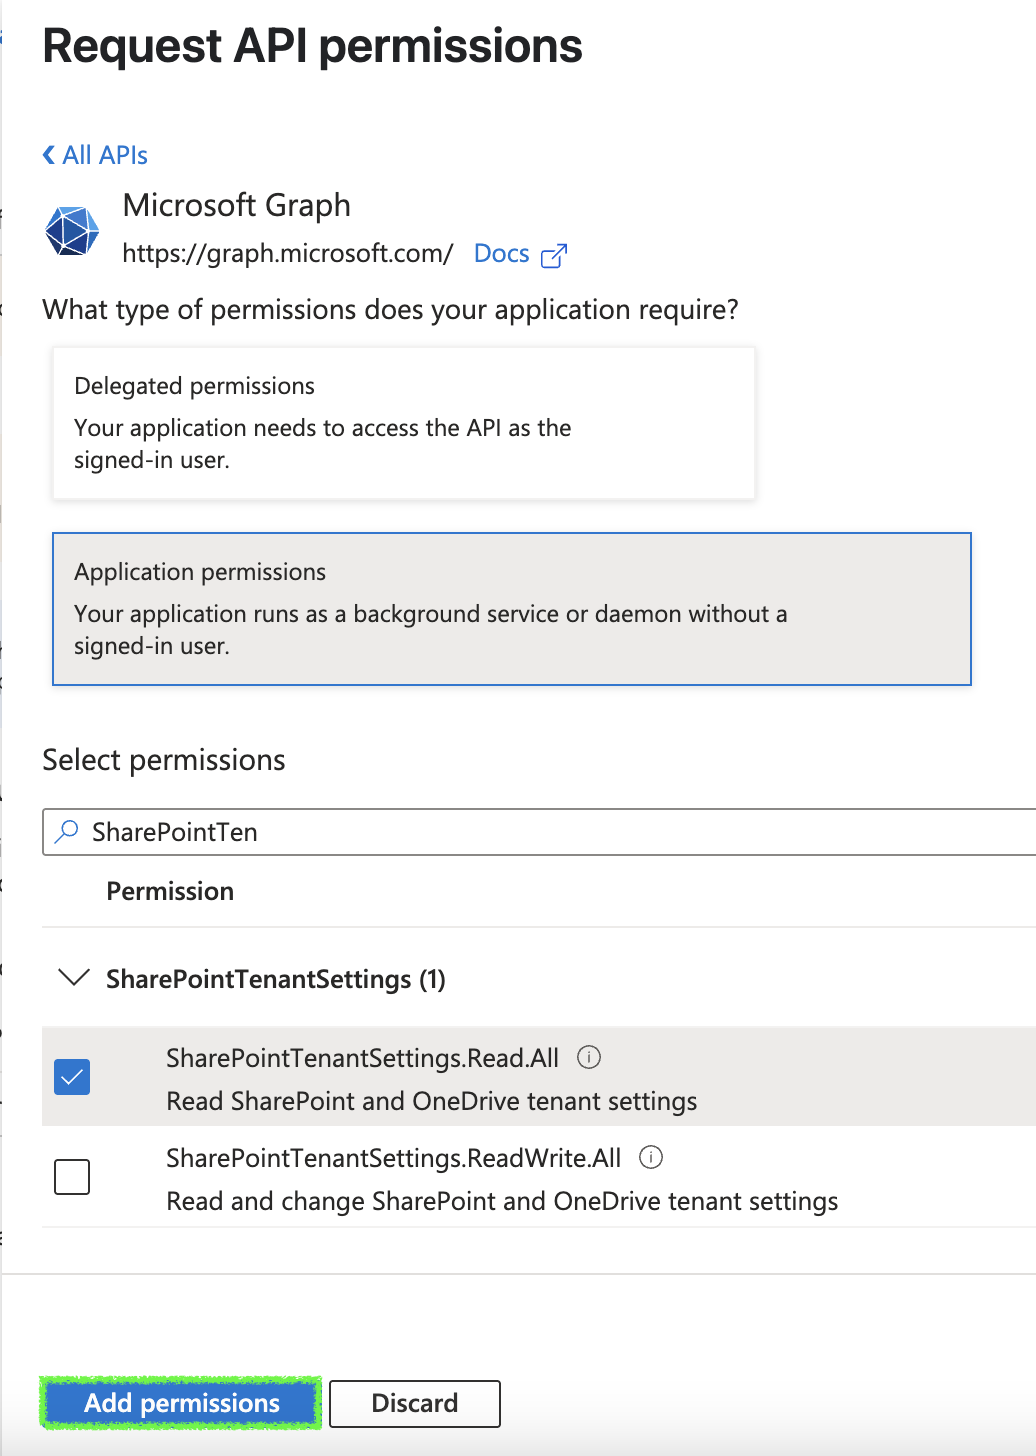 Request API permissions
All APIs
Microsoft Graph
https://graph.microsoft.com/ Docs
What type of permissions does your application require?
Delegated permissions
Your application needs to access the API as the
signed-in user.
Application permissions
Your application runs as a background service or daemon without a
signed-in user.
Select permissions
SharePointTen
Permission
SharePointTenantSettings (1)
SharePointTenantSettings.Read.All
Read SharePoint and OneDrive tenant settings
SharePointTenantSettings.ReadWrite.All
Read and change SharePoint and OneDrive tenant settings
Add permissions Discard